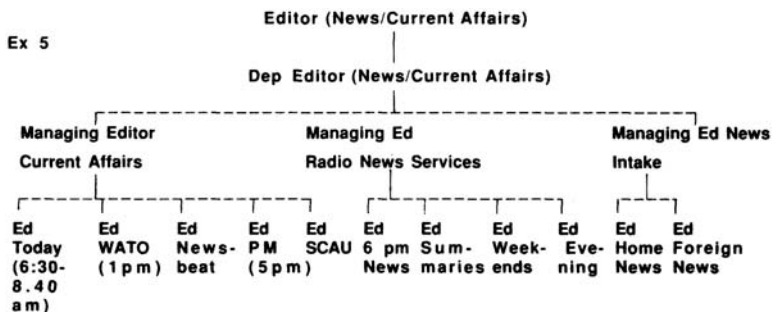 Editor (News/Current Affairs)
Ex 5
Dep Editor (News/Current Affairs)
Managing Editor
Current Affairs
Managing Ed
Radio News Services
Managing Ed News
Intake
Ed
Today
(6:30-
8.40
am)
Ed
WATO
(1pm)
Ed
News-
beat
Ed
PM
(5pm)
Ed
SCAU
Ed
6 pm
News
Ed
Sum-
maries
Ed
Week-
ends
Ed
Eve-
ning
Ed
Home
News
Ed
Foreign
News